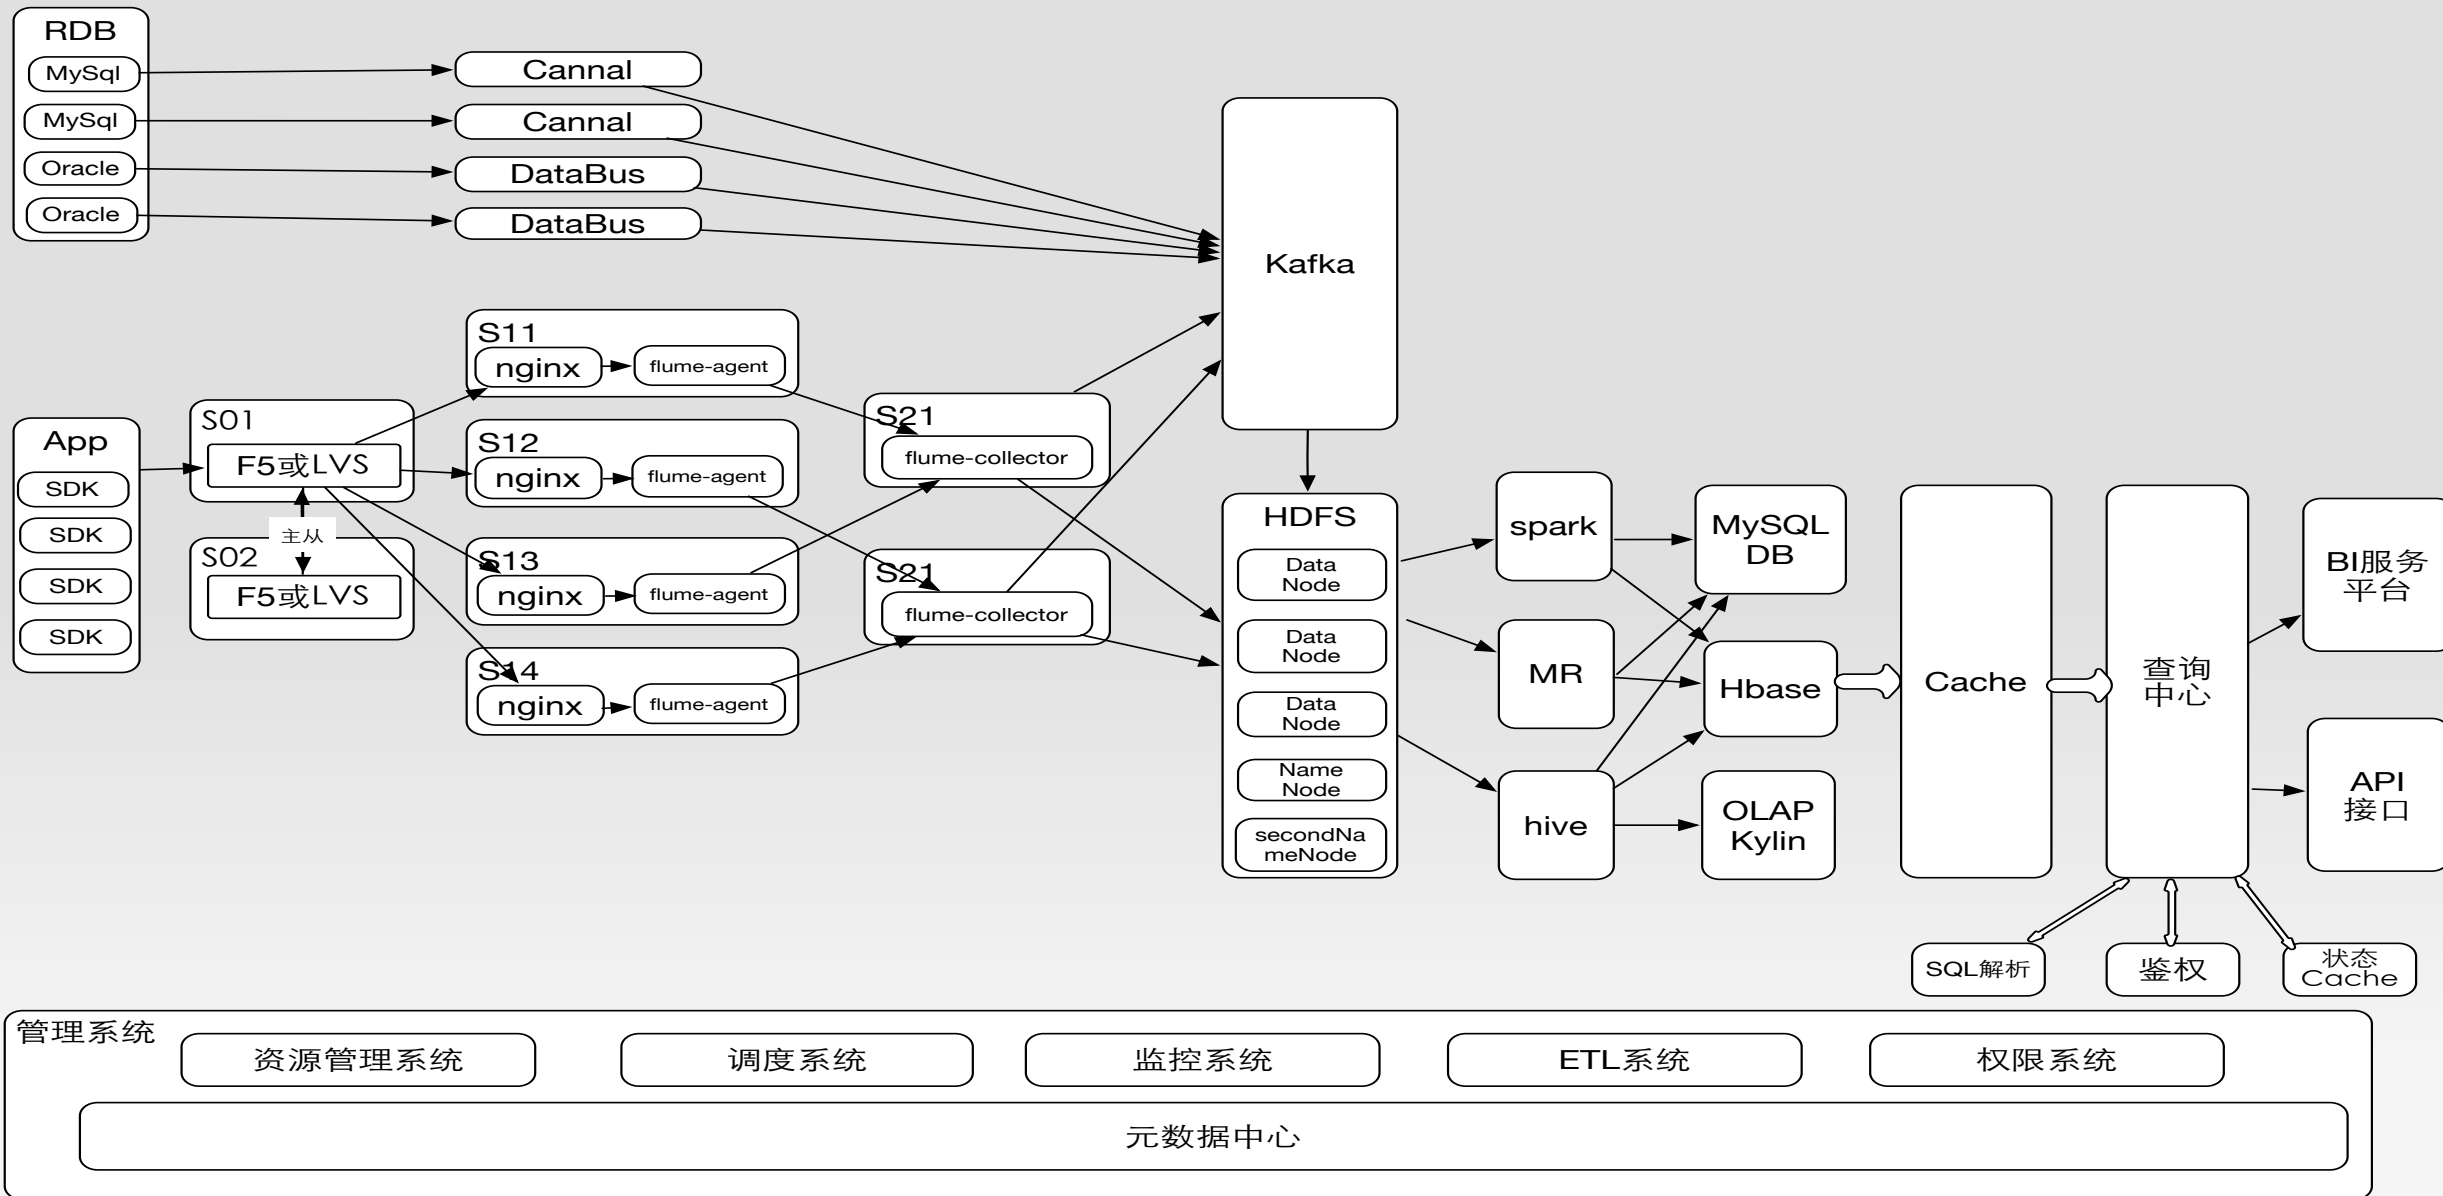 RDB
MySql
MySql
Oracle
Oracle
Cannal
Cannal
DataBus
DataBus
Kafka
App
SDK
SDK
SDK
SDK
S01
F5或LVS
主从
S02
F5或LVS
S11
nginx
flume-agent
S12
nginx
flume-agent
S13
nginx
flume-agent
S14
nginx
flume-agent
S21
flume-collector
S21
flume-collector
HDFS
Data
Node
Data
Node
Data
Node
Name
Node
secondNa
meNode
spark
MR
hive
MySQL
DB
Hbase
OLAP
Kylin
Cache
查询
中心
BI服务
平台
API
接口
SQL解析
鉴权
状态
Cache
管理系统
资源管理系统
调度系统
监控系统
ETL系统
权限系统
元数据中心